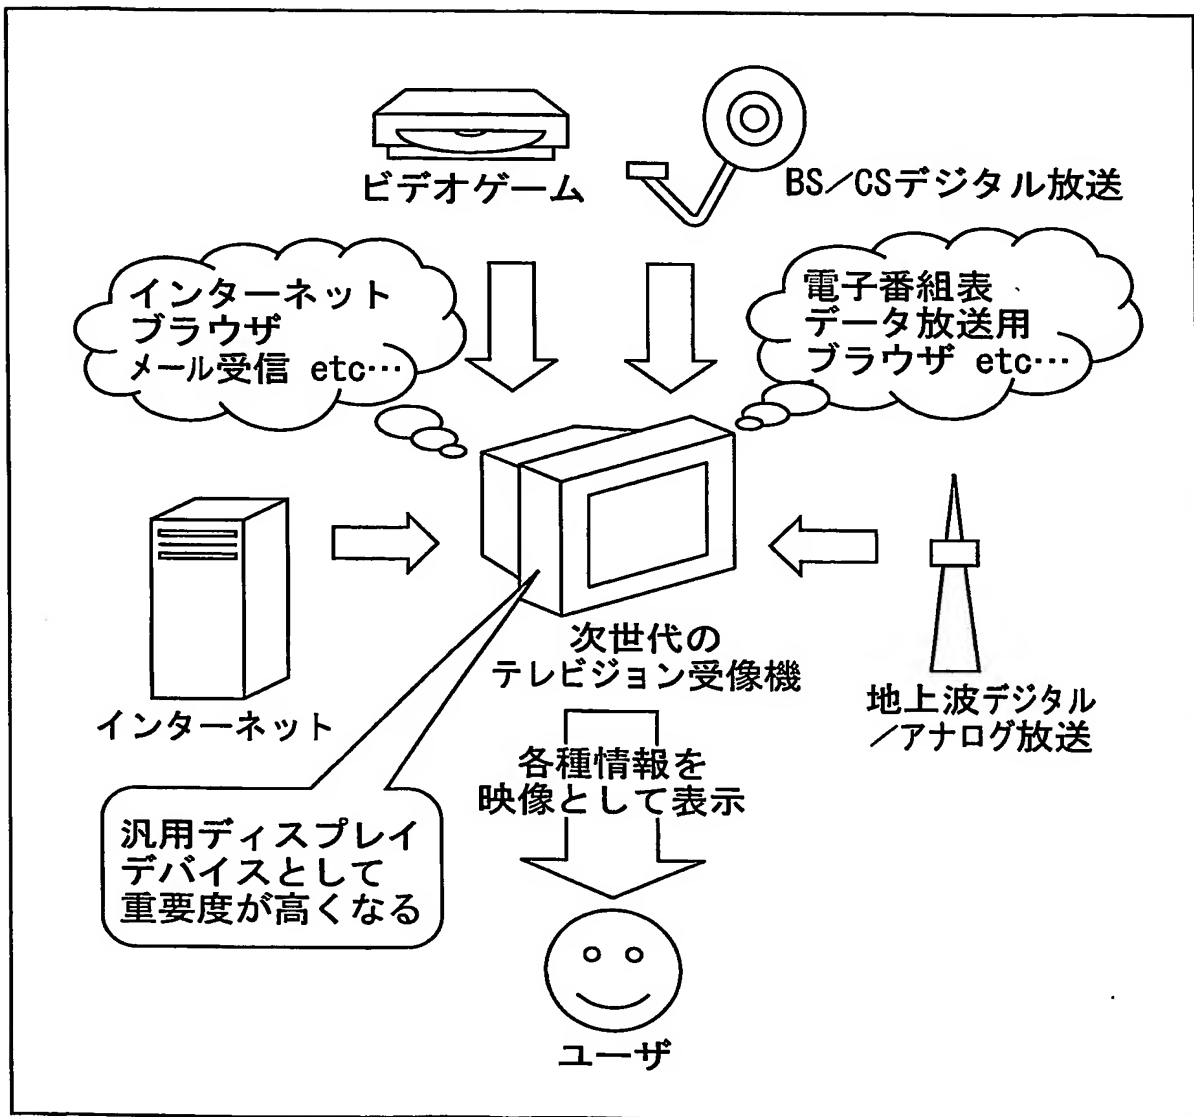 ビデオゲーム
BS／CSデジタル放送
インターネット
ブラウザ
メール受信 etc…
電子番組表
データ放送用
ブラウザ etc…
次世代の
テレビジョン受像機
インターネット
地上波デジタル
／アナログ放送
各種情報を
映像として表示
汎用ディスプレイ
デバイスとして
重要度が高くなる
ユーザ